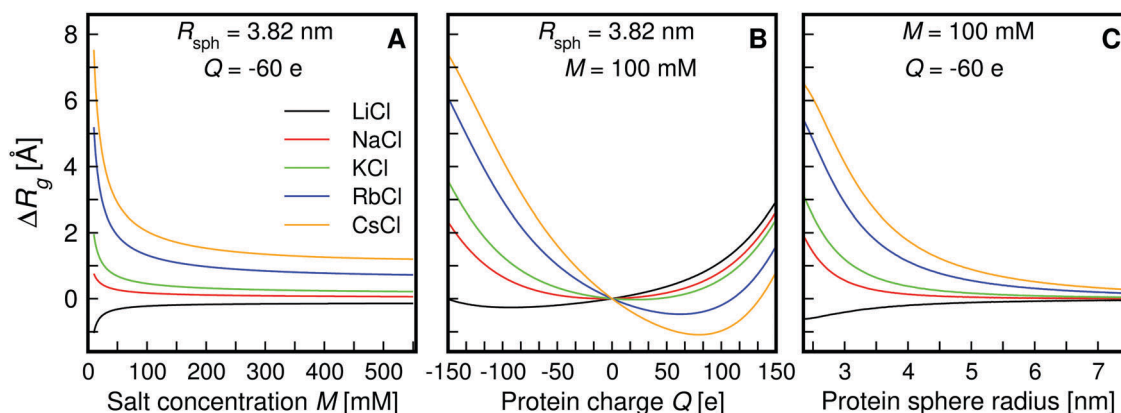 R_sph = 3.82 nm
Q = -60 e
A
LiCl
NaCl
KCl
RbCl
CsCl
8
6
4
2
0
ΔR_g [Å]
0 100 200 300 400 500
Salt concentration M [mM]
R_sph = 3.82 nm
M = 100 mM
B
-150 -100 -50 0 50 100 150
Protein charge Q [e]
M = 100 mM
Q = -60 e
C
3 4 5 6 7
Protein sphere radius [nm]